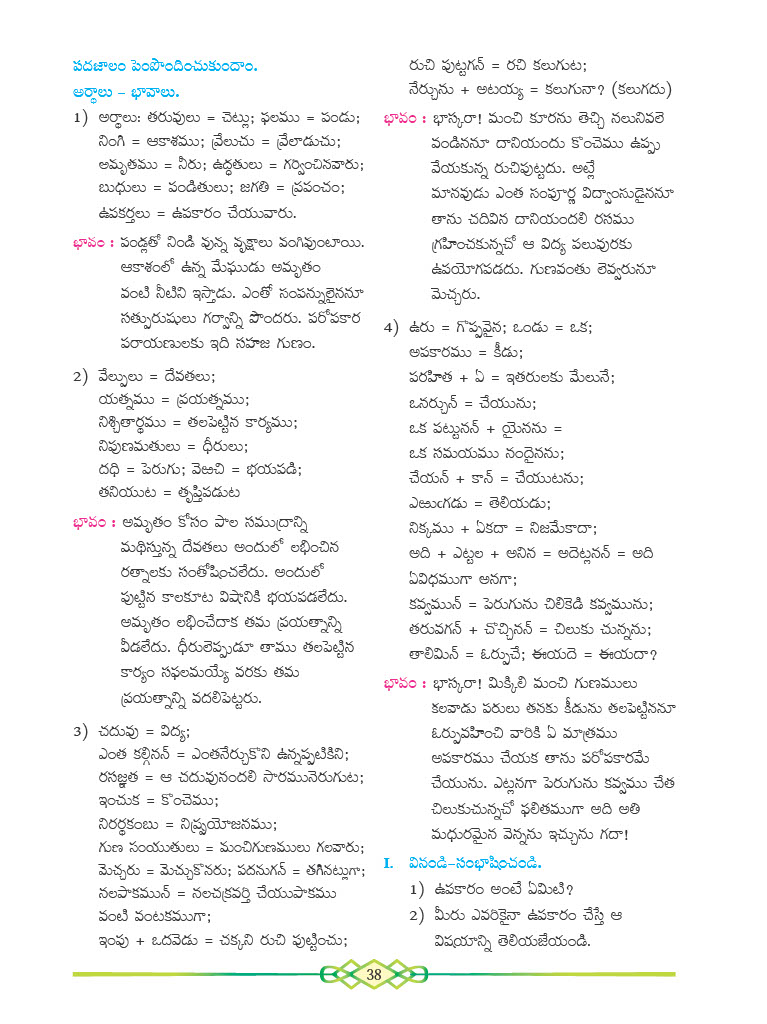 పదజాలం పెంపొందించుకుందాం.
అర్థాలు – భావాలు.
1) అర్థాలు: తరువులు = చెట్లు; ఫలము = పండు;
నింగి = ఆకాశము; వ్రేలుచు = వ్రేలాడుచు;
అమృతము = నీరు; ఉద్ధతులు = గర్వించినవారు;
బుధులు = పండితులు; జగతి = ప్రపంచం;
ఉపకర్తలు = ఉపకారం చేయువారు.
భావం : పండ్లతో నిండి వున్న వృక్షాలు వంగివుంటాయి.
ఆకాశంలో ఉన్న మేఘుడు అమృతం
వంటి నీటిని ఇస్తాడు. ఎంతో సంపన్నులైననూ
సత్పురుషులు గర్వాన్ని పొందరు. పరోపకార
పరాయణులకు ఇది సహజ గుణం.
2) వేల్పులు = దేవతలు;
యత్నము = ప్రయత్నము;
నిశ్చితార్థము = తలపెట్టిన కార్యము;
నిపుణమతులు = ధీరులు;
దధి = పెరుగు; వెఱచి = భయపడి;
తనియుట = తృప్తిపడుట
భావం : అమృతం కోసం పాల సముద్రాన్ని
మథిస్తున్న దేవతలు అందులో లభించిన
రత్నాలకు సంతోషించలేదు. అందులో
పుట్టిన కాలకూట విషానికి భయపడలేదు.
అమృతం లభించేదాక తమ ప్రయత్నాన్ని
వీడలేదు. ధీరులెప్పుడూ తాము తలపెట్టిన
కార్యం సఫలమయ్యే వరకు తమ
ప్రయత్నాన్ని వదలిపెట్టరు.
3) చదువు = విద్య;
ఎంత కల్గినన్ = ఎంతనేర్చుకొని ఉన్నప్పటికిని;
రసజ్ఞత = ఆ చదువునందలి సారమునెరుగుట;
ఇంచుక = కొంచెము;
నిరర్థకంబు = నిష్ప్రయోజనము;
గుణ సంయుతులు = మంచిగుణములు గలవారు;
మెచ్చరు = మెచ్చుకొనరు; పదనుగన్ = తగినట్లుగా;
నలపాకమున్ = నలచక్రవర్తి చేయుపాకము
వంటి వంటకముగా;
ఇంపు + ఒదవెడు = చక్కని రుచి పుట్టించు;
రుచి పుట్టగన్ = రచి కలుగుట;
నేర్చును + అటయ్య = కలుగునా? (కలుగదు)
భావం : భాస్కరా! మంచి కూరను తెచ్చి నలునివలె
వండిననూ దానియందు కొంచెము ఉప్పు
వేయకున్న రుచిపుట్టదు. అట్లే
మానవుడు ఎంత సంపూర్ణ విద్వాంసుడైననూ
తాను చదివిన దానియందలి రసము
గ్రహించకున్నచో ఆ విద్య పలువురకు
ఉపయోగపడదు. గుణవంతు లెవ్వరునూ
మెచ్చరు.
4) ఉరు = గొప్పవైన; ఒండు = ఒక;
అపకారము = కీడు;
పరహిత + ఏ = ఇతరులకు మేలునే;
ఒనర్చున్ = చేయును;
ఒక పట్టునన్ + యైనను =
ఒక సమయము నందైనను;
చేయన్ + కాన్ = చేయుటను;
ఎఱుఁగడు = తెలియడు;
నిక్కము + ఏకదా = నిజమేకాదా;
అది + ఎట్టల + అనిన = అదెట్లనన్ = అది
ఏవిధముగా అనగా;
కవ్వమున్ = పెరుగును చిలికెడి కవ్వమును;
తరువగన్ + చొచ్చినన్ = చిలుకు చున్నను;
తాలిమిన్ = ఓర్పుచే; ఈయదె = ఈయదా?
భావం : భాస్కరా! మిక్కిలి మంచి గుణములు
కలవాడు పరులు తనకు కీడును తలపెట్టిననూ
ఓర్పువహించి వారికి ఏ మాత్రము
అపకారము చేయక తాను పరోపకారమే
చేయును. ఎట్లనగా పెరుగును కవ్వము చేత
చిలుకుచున్నచో ఫలితముగా అది అతి
మధురమైన వెన్నను ఇచ్చును గదా!
I. వినండి–సంభాషించండి.
1) ఉపకారం అంటే ఏమిటి?
2) మీరు ఎవరికైనా ఉపకారం చేస్తే ఆ
విషయాన్ని తెలియజేయండి.
38